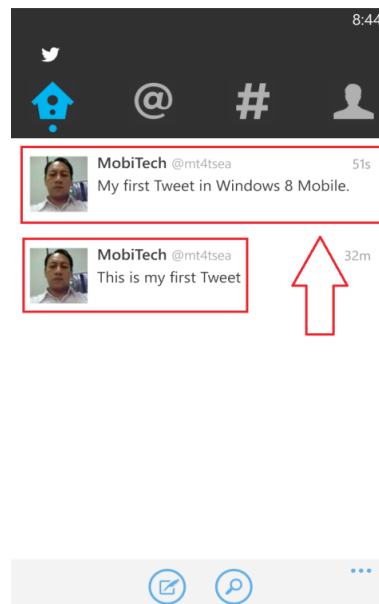 8:44
@
#
MobiTech @mt4tsea 51s
My first Tweet in Windows 8 Mobile.
MobiTech @mt4tsea 32m
This is my first Tweet